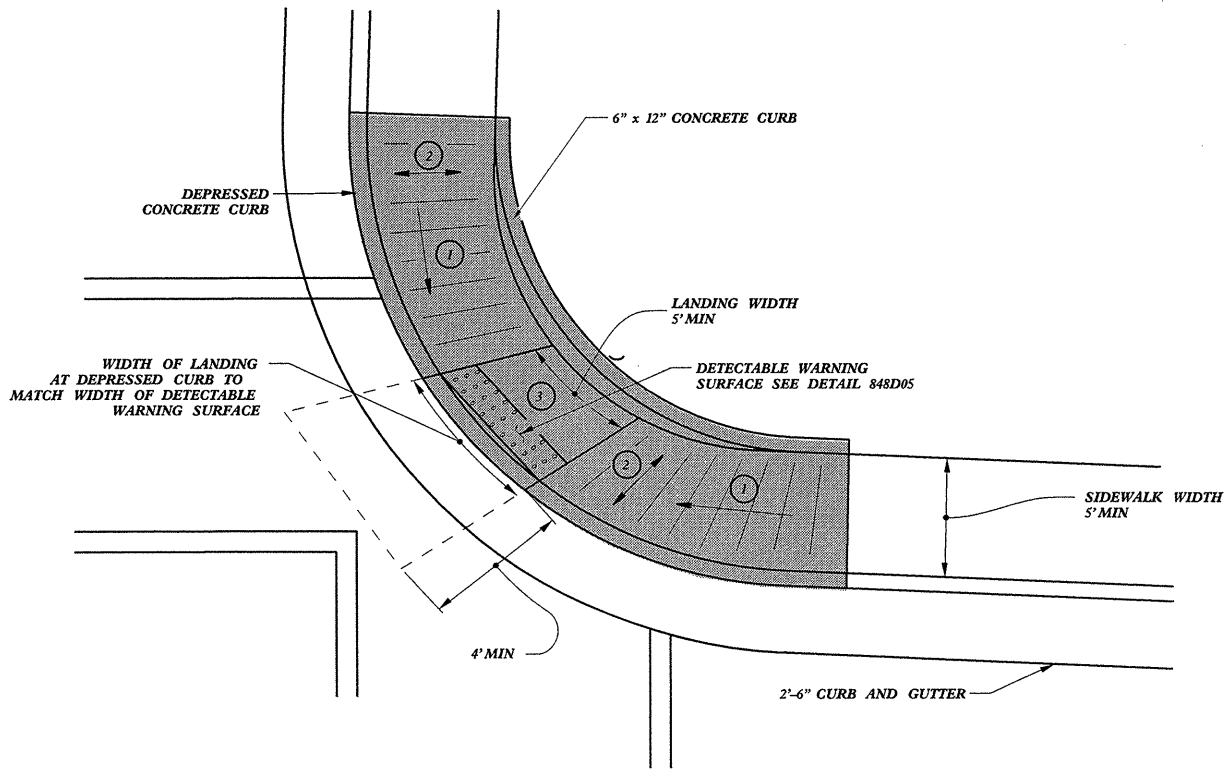 6" x 12" CONCRETE CURB
2
DEPRESSED
CONCRETE CURB
1
LANDING WIDTH
5' MIN
WIDTH OF LANDING
AT DEPRESSED CURB TO
MATCH WIDTH OF DETECTABLE
WARNING SURFACE
DETECTABLE WARNING
SURFACE SEE DETAIL 848D05
3
2
1
SIDEWALK WIDTH
5' MIN
4' MIN
2'-6" CURB AND GUTTER